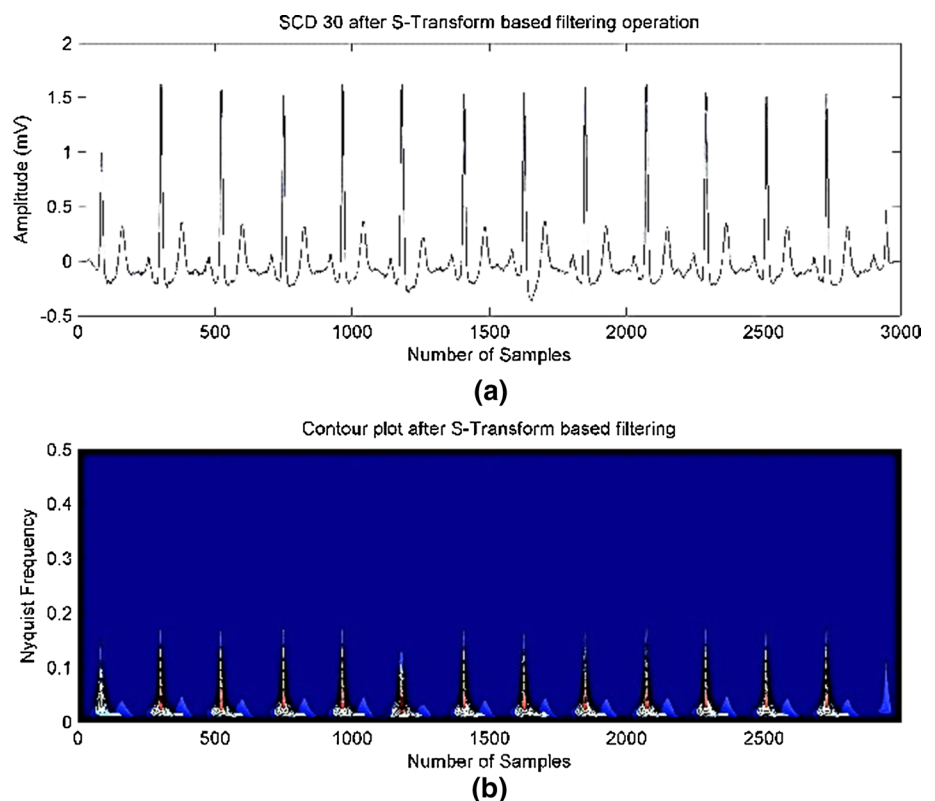 SCD 30 after S-Transform based filtering operation
2
1.5
1
0.5
0
-0.5
Amplitude (mV)
0 500 1000 1500 2000 2500 3000
Number of Samples
(a)
Contour plot after S-Transform based filtering
0.5
0.4
0.3
0.2
0.1
0
Nyquist Frequency
0 500 1000 1500 2000 2500
Number of Samples
(b)